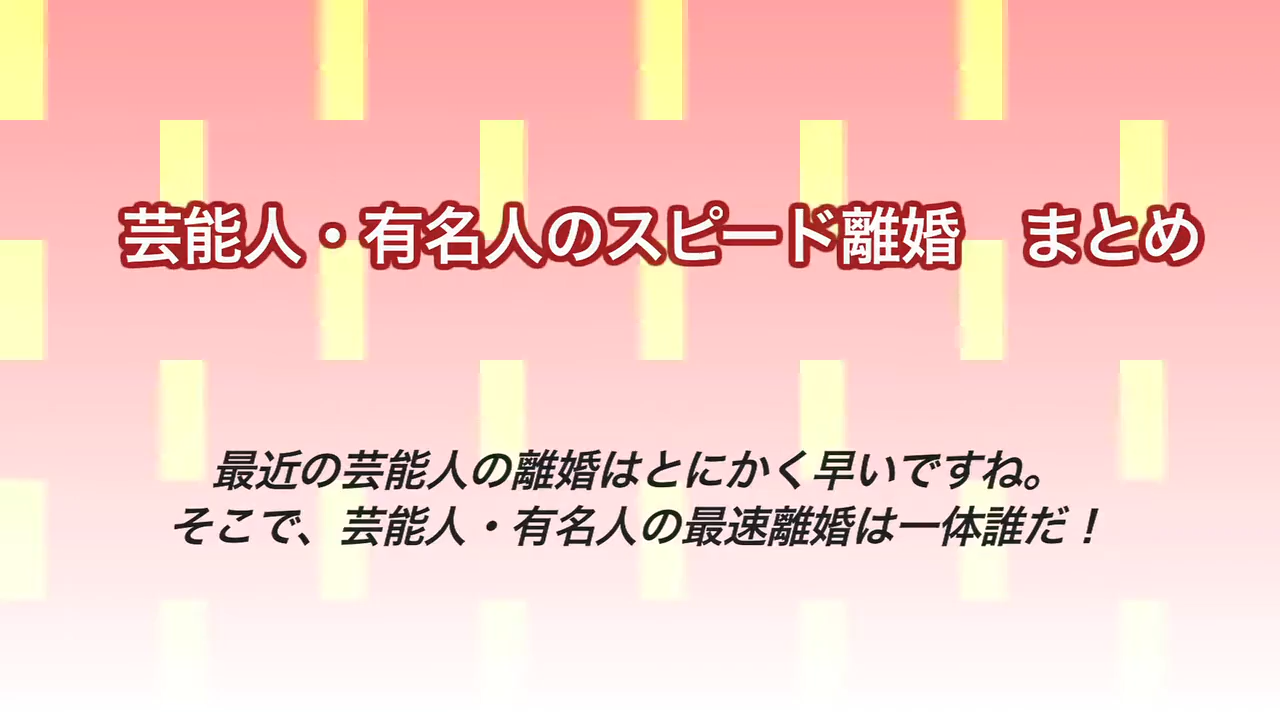 芸能人・有名人のスピード離婚　まとめ
最近の芸能人の離婚はとにかく早いですね。
そこで、芸能人・有名人の最速離婚は一体誰だ！